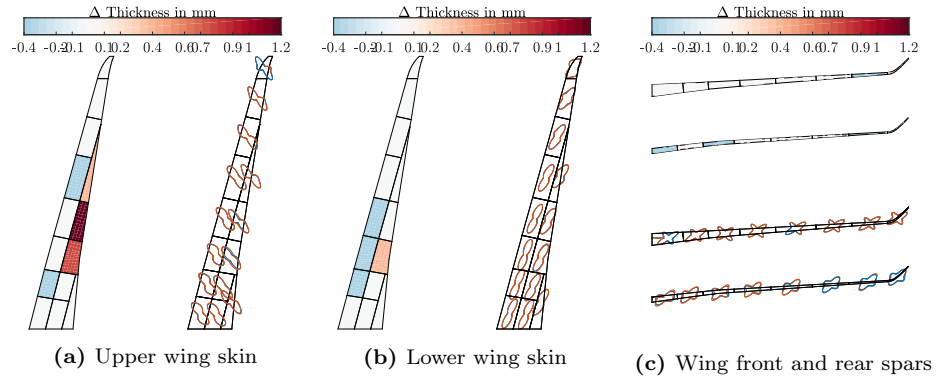 Δ Thickness in mm
-0.4 -0.2 -0.1 0.1 0.2 0.4 0.6 0.7 0.9 1 1.2
Δ Thickness in mm
-0.4 -0.2 -0.1 0.1 0.2 0.4 0.6 0.7 0.9 1 1.2
Δ Thickness in mm
-0.4 -0.2 -0.1 0.1 0.2 0.4 0.6 0.7 0.9 1 1.2
(a) Upper wing skin
(b) Lower wing skin
(c) Wing front and rear spars